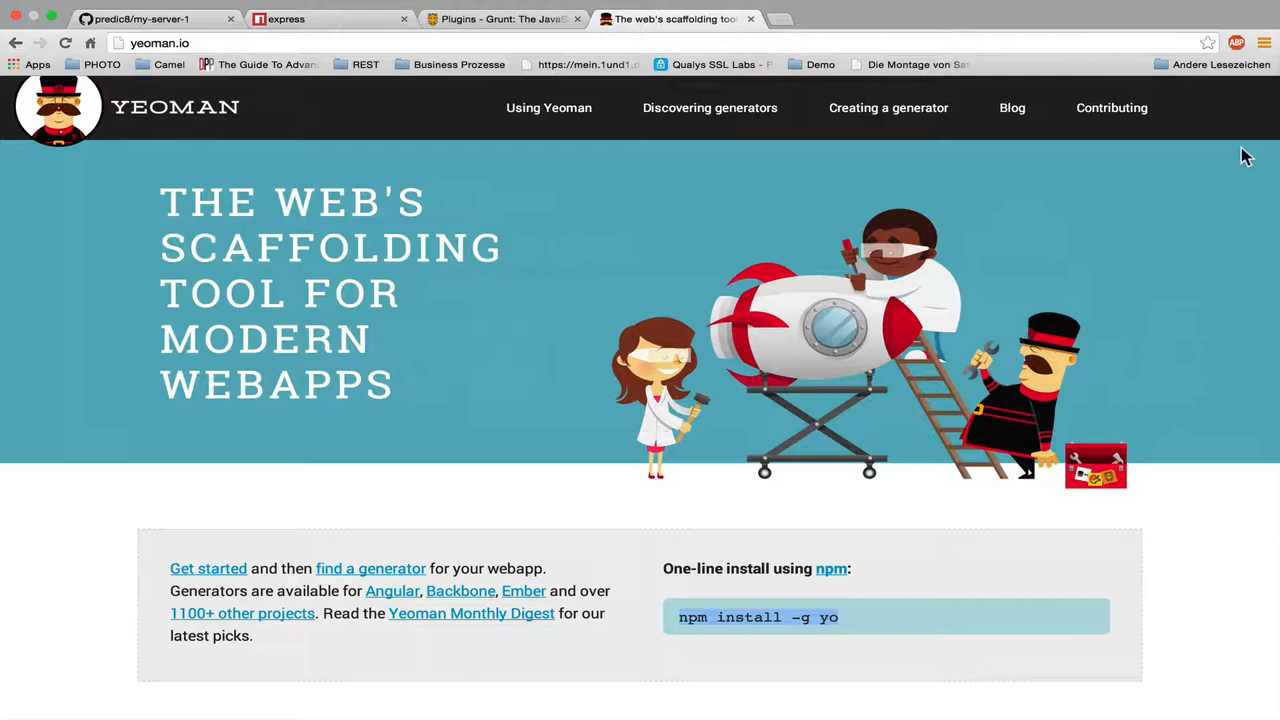 predic8/my-server-1
express
Plugins - Grunt: The JavaS
The web's scaffolding tool
yeoman.io
ABP
Apps
PHOTO
Camel
The Guide To Advan
REST
Business Prozesse
https://mein.1und1.d
Qualys SSL Labs - P
Demo
Die Montage von Sat
Andere Lesezeichen
YEOMAN
Using Yeoman
Discovering generators
Creating a generator
Blog
Contributing
THE WEB'S
SCAFFOLDING
TOOL FOR
MODERN
WEBAPPS
Get started and then find a generator for your webapp.
Generators are available for Angular, Backbone, Ember and over
1100+ other projects. Read the Yeoman Monthly Digest for our
latest picks.
One-line install using npm:
npm install -g yo